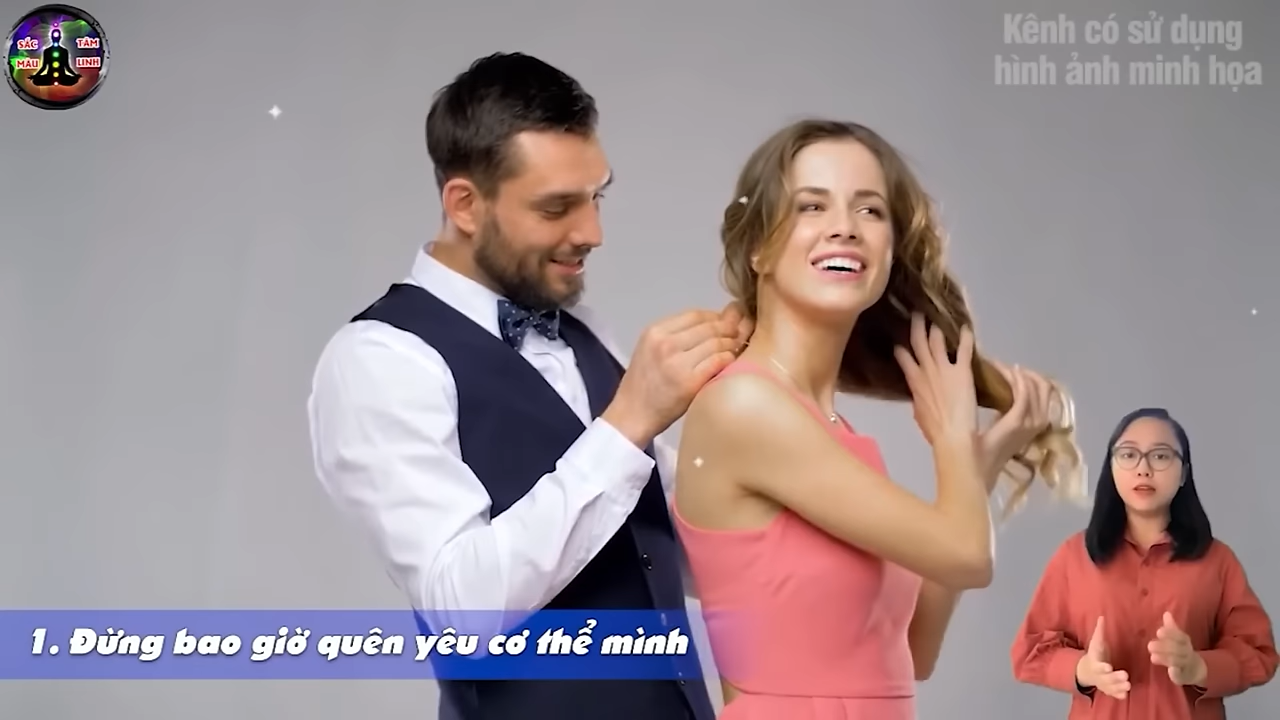 SẮC TÂM
MÀU LINH
Kênh có sử dụng
hình ảnh minh họa
1. Đừng bao giờ quên yêu cơ thể mình